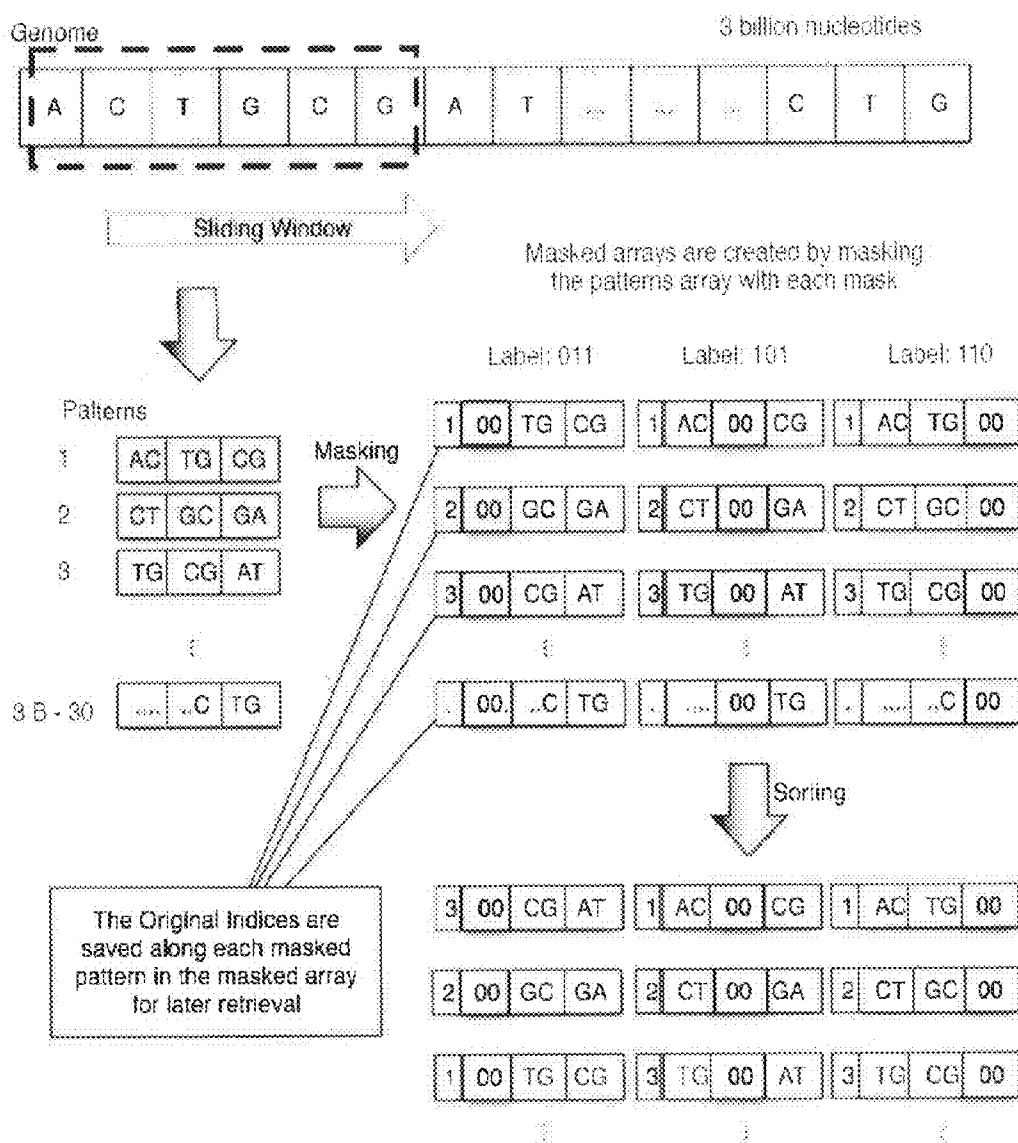 Genome
3 billion nucleotides
A C T G C G A T ... ... ... C T G
Sliding Window
Masked arrays are created by masking
the patterns array with each mask
Label: 011 Label: 101 Label: 110
Patterns
1 AC TG CG
2 CT GC GA
3 TG CG AT
3 B - 30 .... ..C TG
Masking
1 00 TG CG 1 AC 00 CG 1 AC TG 00
2 00 GC GA 2 CT 00 GA 2 CT GC 00
3 00 CG AT 3 TG 00 AT 3 TG CG 00
. 00. ..C TG . .... 00 TG . .... ..C 00
Sorting
The Original Indices are
saved along each masked
pattern in the masked array
for later retrieval
3 00 CG AT 1 AC 00 CG 1 AC TG 00
2 00 GC GA 2 CT 00 GA 2 CT GC 00
1 00 TG CG 3 TG 00 AT 3 TG CG 00